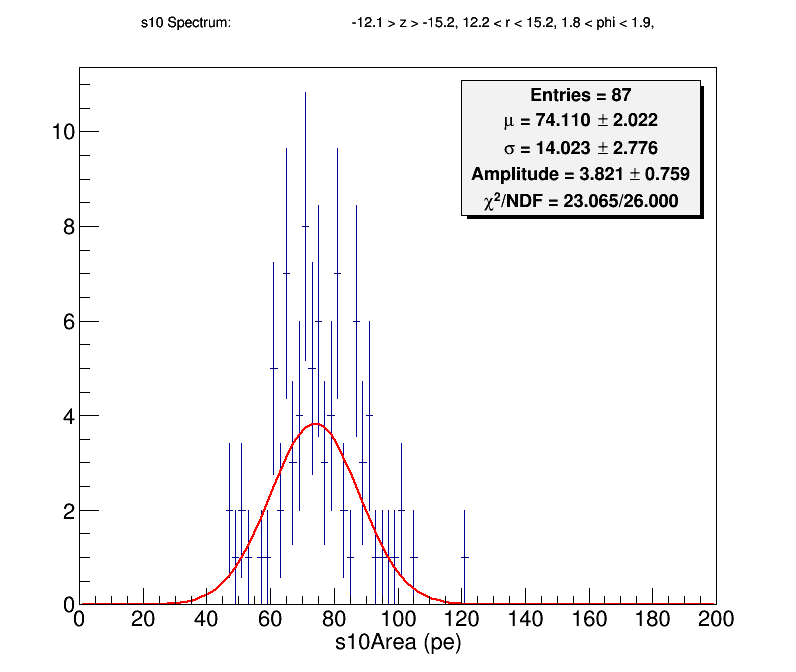 s10 Spectrum: -12.1 > z > -15.2, 12.2 < r < 15.2, 1.8 < phi < 1.9,
Entries = 87
μ = 74.110 ± 2.022
σ = 14.023 ± 2.776
Amplitude = 3.821 ± 0.759
χ²/NDF = 23.065/26.000
10
8
6
4
2
0
0 20 40 60 80 100 120 140 160 180 200
s10Area (pe)